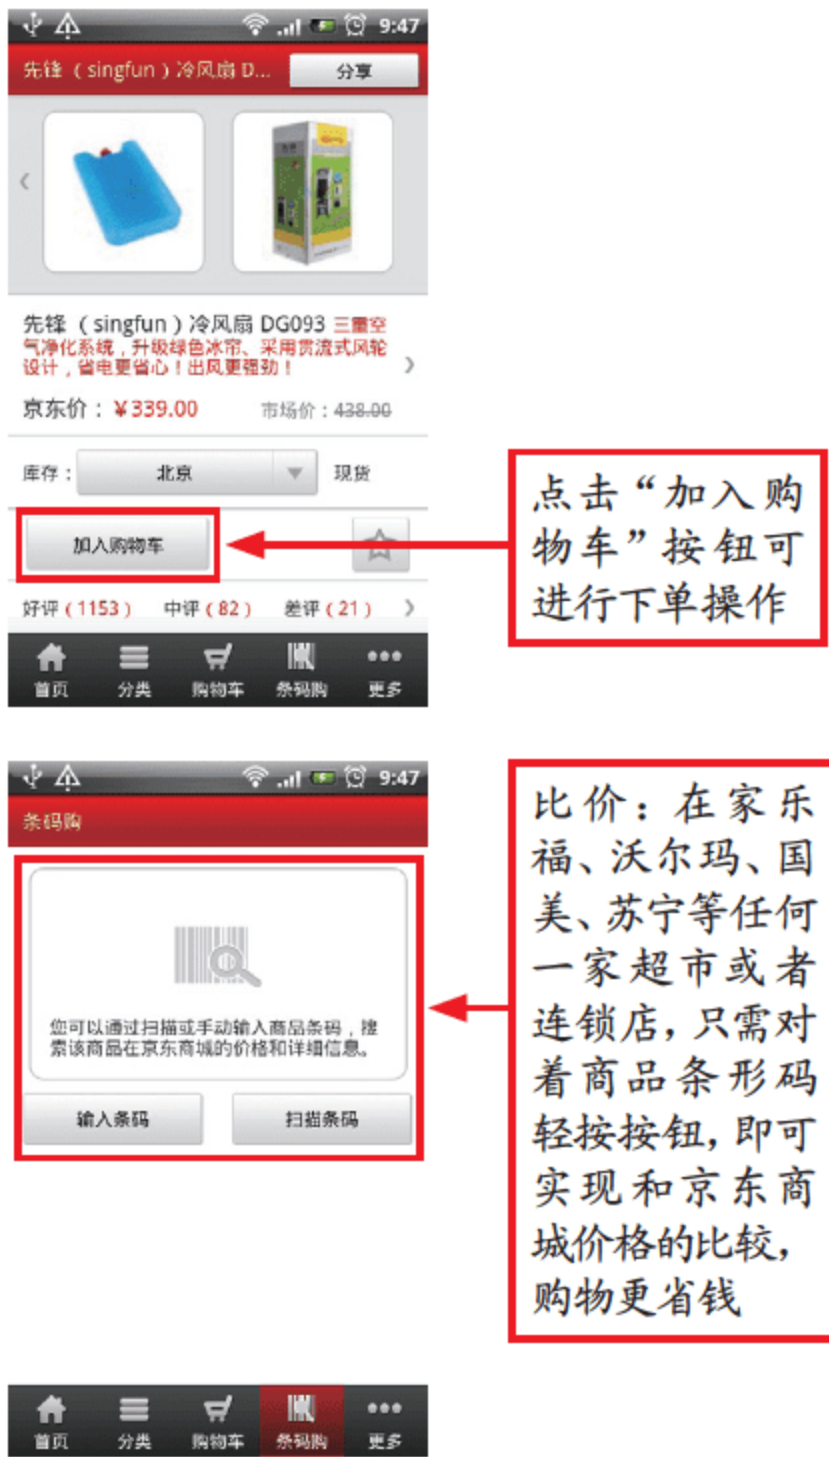 9:47
先锋（singfun）冷风扇 D... 分享
先锋（singfun）冷风扇 DG093 三重空
气净化系统，升级绿色冰帘、采用贯流式风轮
设计，省电更省心！出风更强劲！
京东价：￥339.00 市场价：438.00
库存： 北京 现货
加入购物车
好评（1153） 中评（82） 差评（21）
首页 分类 购物车 条码购 更多
点击“加入购
物车”按钮可
进行下单操作
9:47
条码购
您可以通过扫描或手动输入商品条码，搜
索该商品在京东商城的价格和详细信息。
输入条码 扫描条码
首页 分类 购物车 条码购 更多
比价：在家乐
福、沃尔玛、国
美、苏宁等任何
一家超市或者
连锁店，只需对
着商品条形码
轻按按钮，即可
实现和京东商
城价格的比较，
购物更省钱